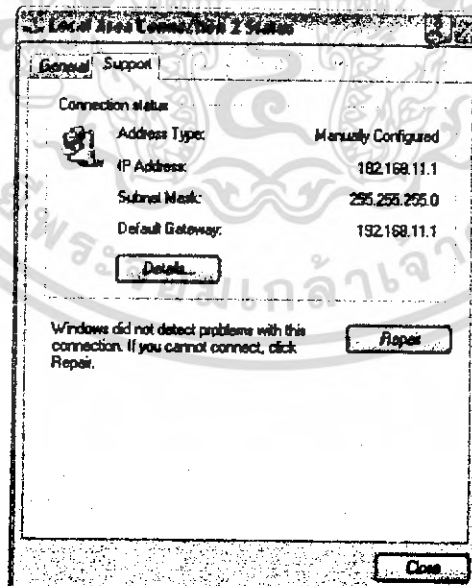 Local Area Connection 2 Status
General Support
Connection status
Address Type: Manually Configured
IP Address: 192.168.11.1
Subnet Mask: 255.255.255.0
Default Gateway: 192.168.11.1
Details...
Windows did not detect problems with this
connection. If you cannot connect, click
Repair.
Repair
Close